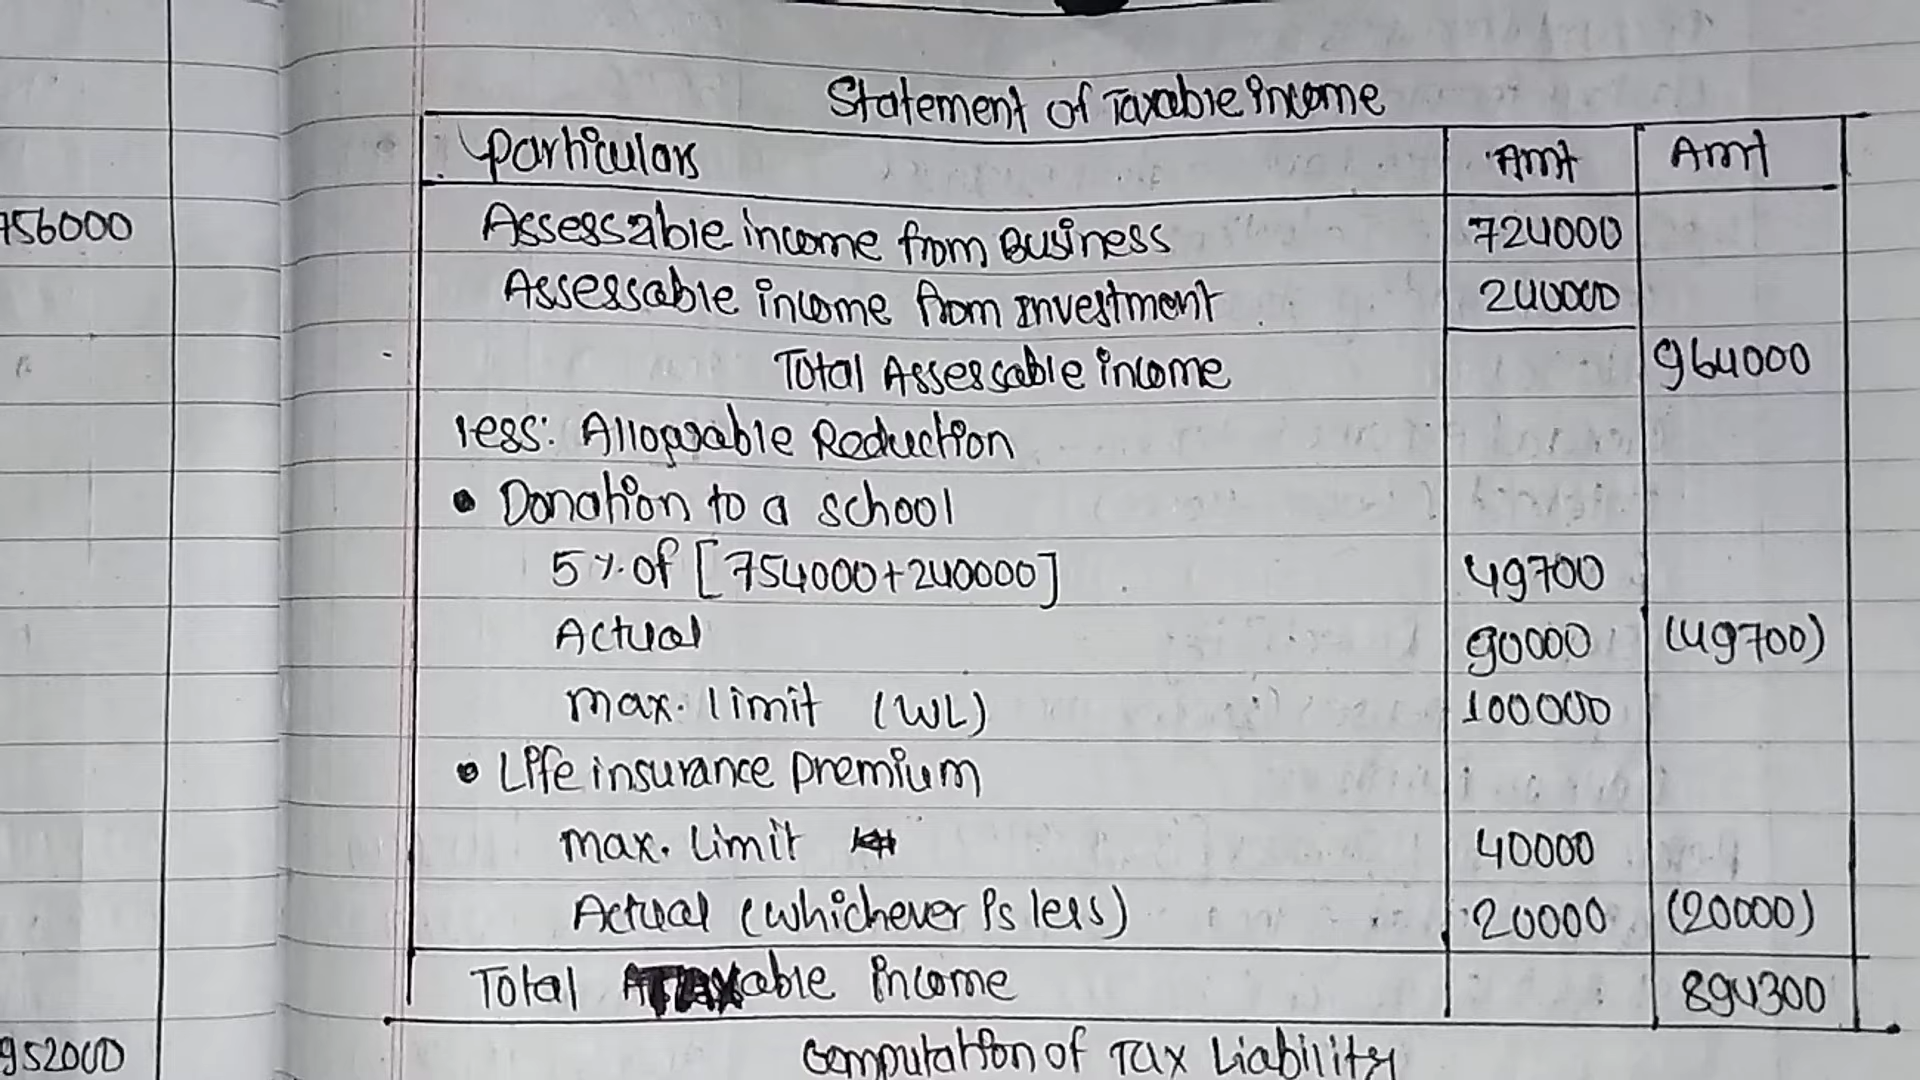 Statement of Taxable income
Particulars Amt Amt
756000
Assessable income from Business 724000
Assessable income from Investment 240000
Total Assessable income 964000
less: Allowable Reduction
• Donation to a school
5% of [754000+240000] 49700
Actual 90000 (49700)
max. limit (WL) 100000
• Life insurance premium
max. Limit 40000
Actual (whichever is less) 20000 (20000)
Total Taxable income 894300
952000
Computation of Tax Liability